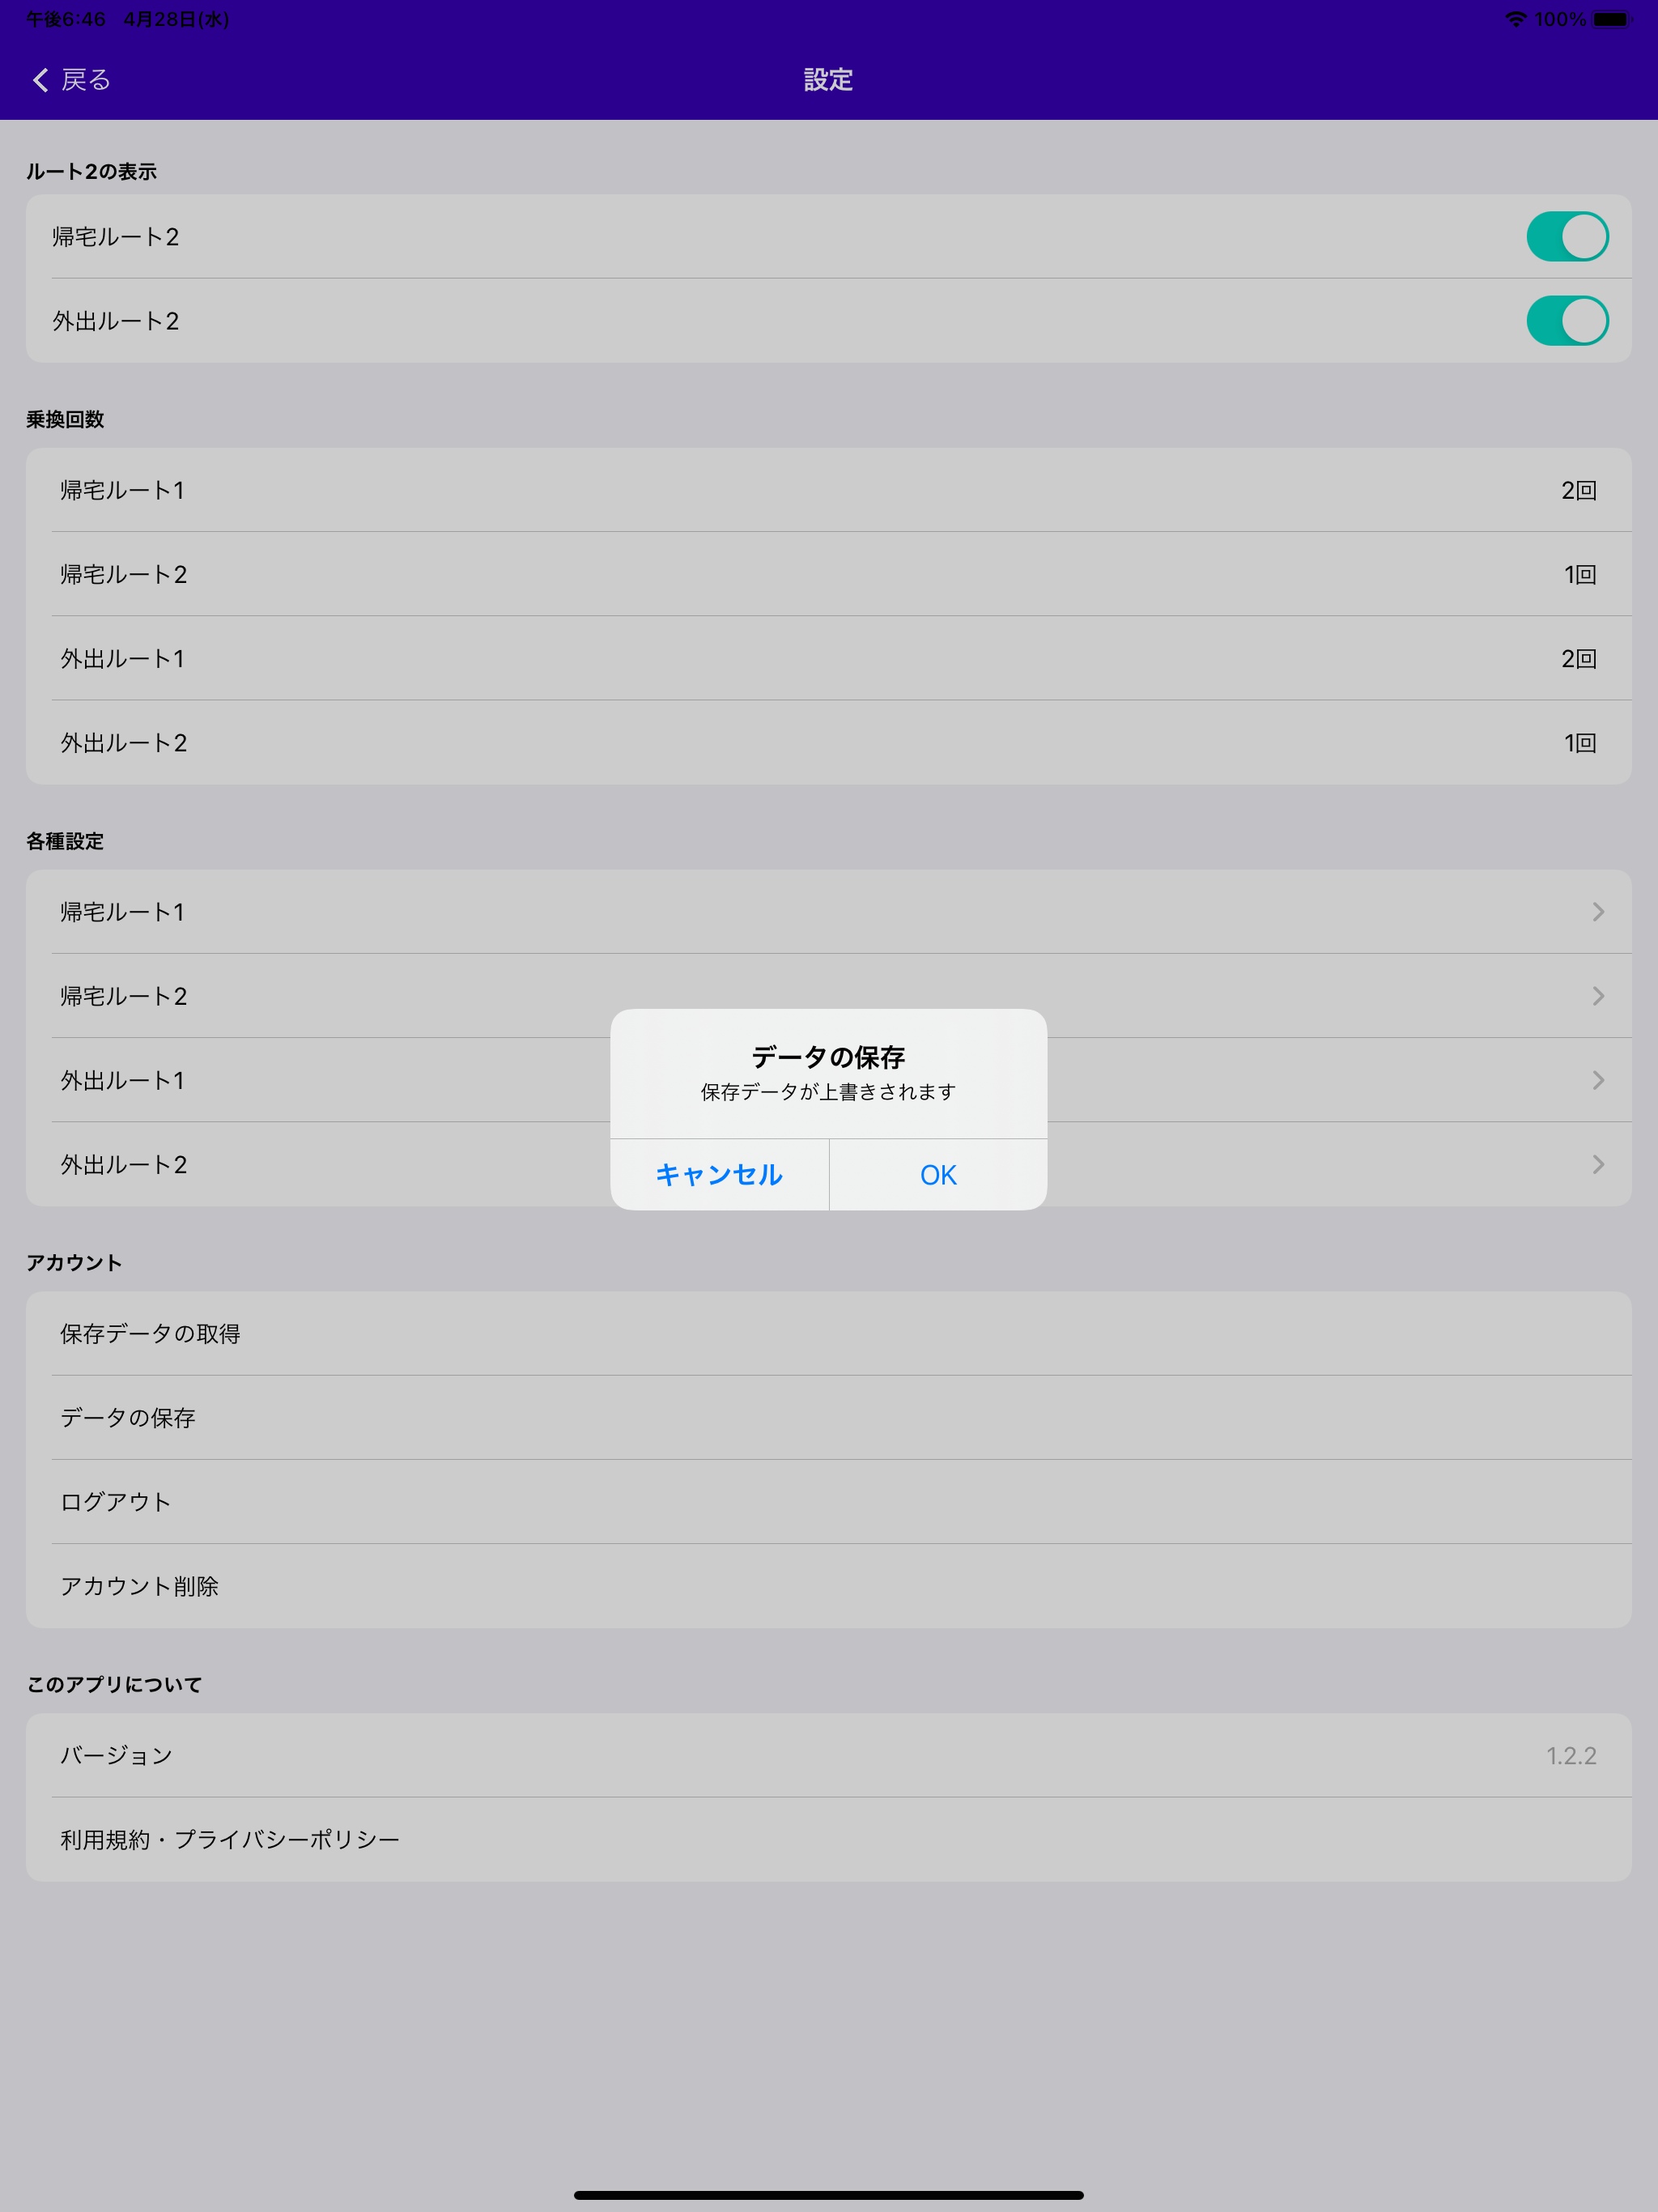 午後6:46 4月28日(水) 100%
戻る 設定
ルート2の表示
帰宅ルート2
外出ルート2
乗換回数
帰宅ルート1 2回
帰宅ルート2 1回
外出ルート1 2回
外出ルート2 1回
各種設定
帰宅ルート1
帰宅ルート2
外出ルート1
外出ルート2
データの保存
保存データが上書きされます
キャンセル OK
アカウント
保存データの取得
データの保存
ログアウト
アカウント削除
このアプリについて
バージョン 1.2.2
利用規約・プライバシーポリシー